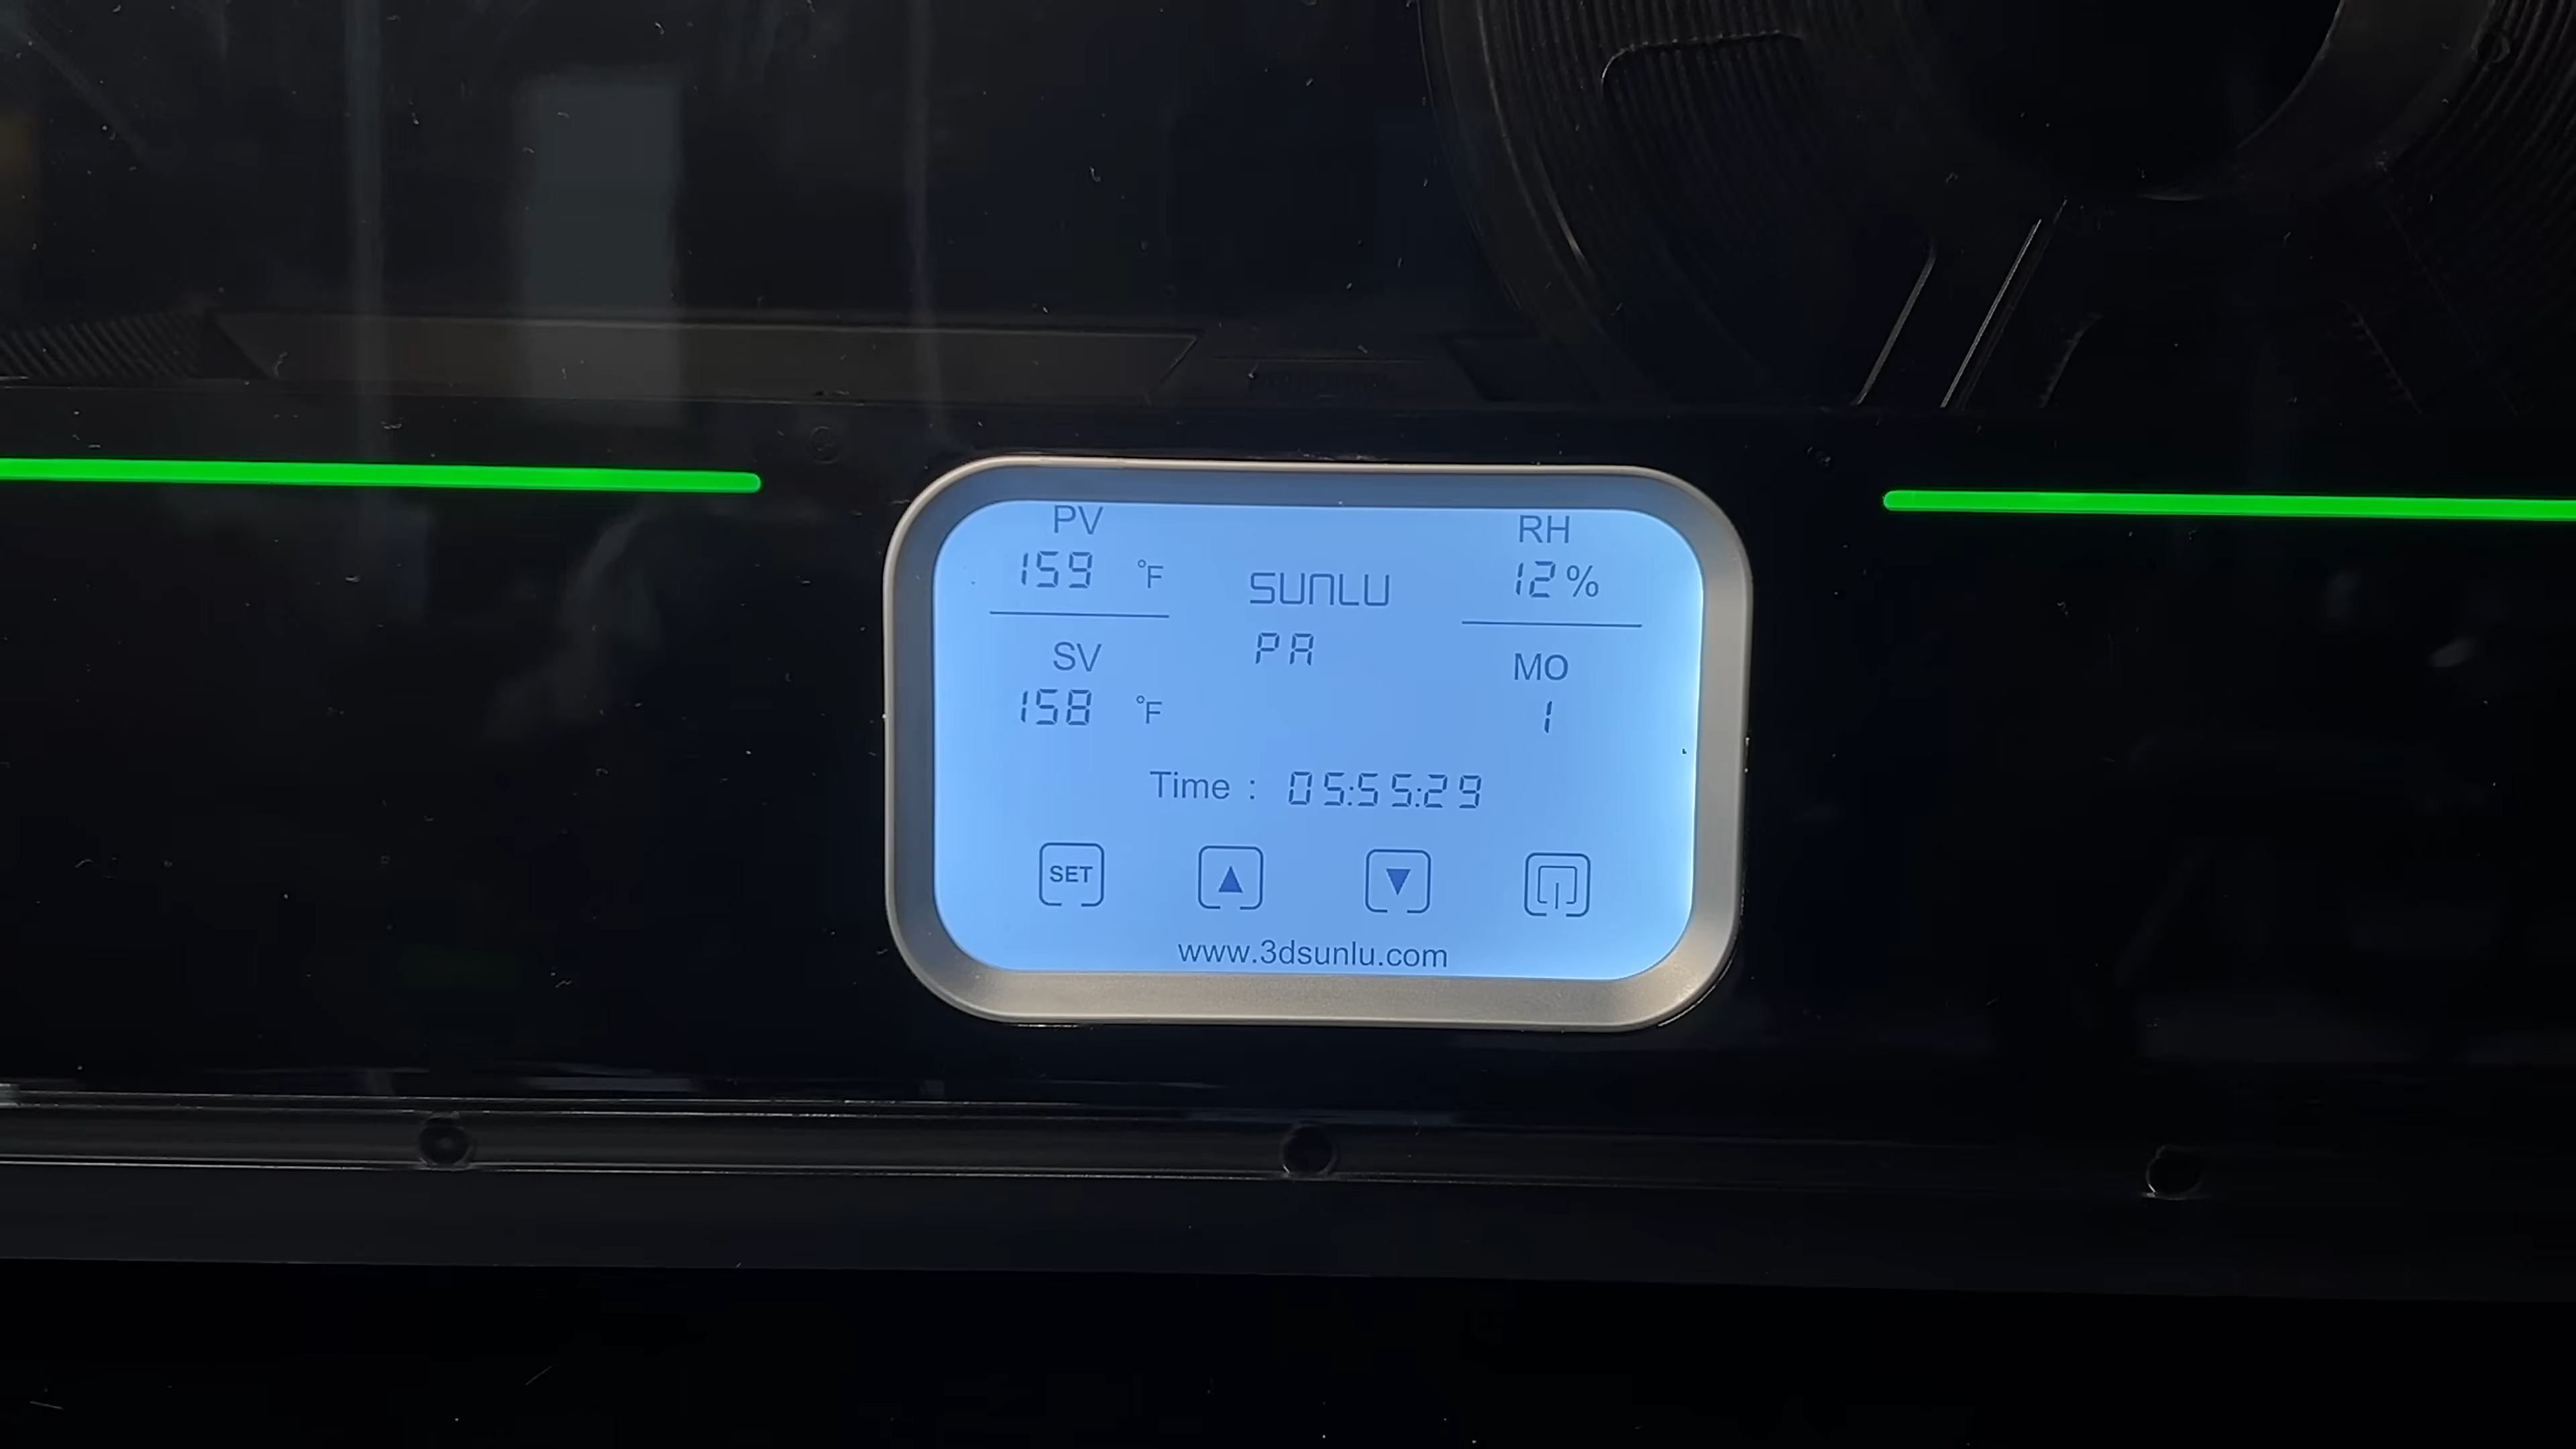 PV
159 °F
SV
158 °F
SUNLU
PA
RH
12%
MO
1
Time : 05:55:29
SET
www.3dsunlu.com